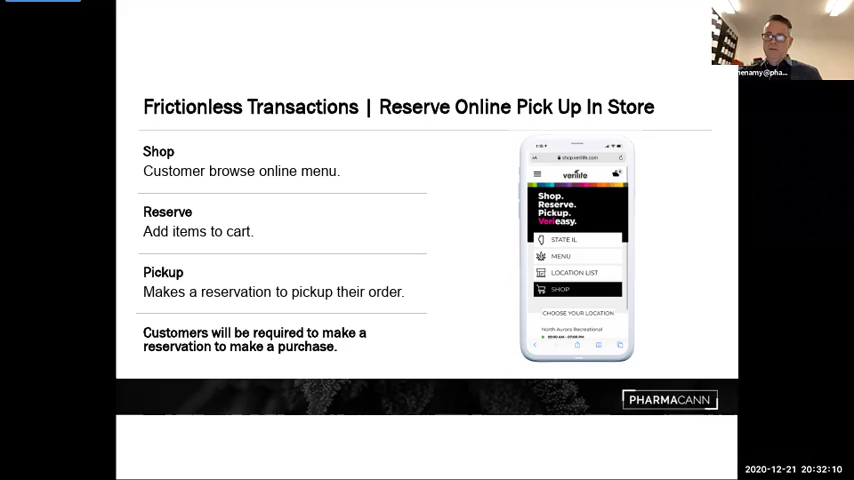 Frictionless Transactions | Reserve Online Pick Up In Store
Shop
Customer browse online menu.
Reserve
Add items to cart.
Pickup
Makes a reservation to pickup their order.
Customers will be required to make a
reservation to make a purchase.
shop.verilife.com
verilife
Shop.
Reserve.
Pickup.
Verieasy.
STATE IL
MENU
LOCATION LIST
SHOP
CHOOSE YOUR LOCATION
North Aurora Recreational
PHARMACANN
2020-12-21 20:32:10